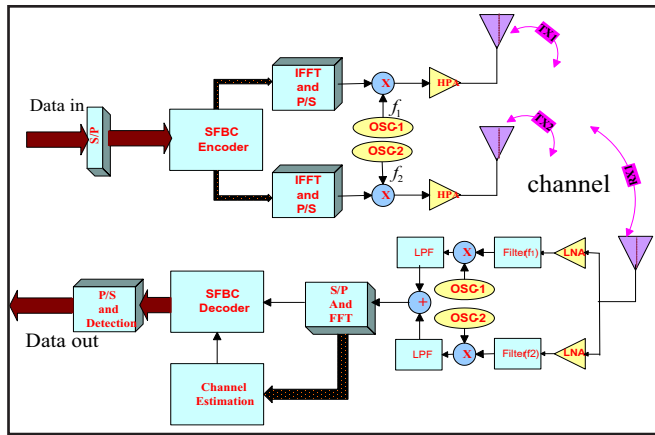 Data in
S/P
SFBC
Encoder
IFFT
and
P/S
X
HPA
TX1
f1
OSC-1
OSC-2
f2
IFFT
and
P/S
X
HPA
TX2
channel
RX1
LNA
Filter(f1)
X
LPF
OSC-1
+
OSC-2
LNA
Filter(f2)
X
LPF
S/P
And
FFT
SFBC
Decoder
P/S
and
Detection
Data out
Channel
Estimation